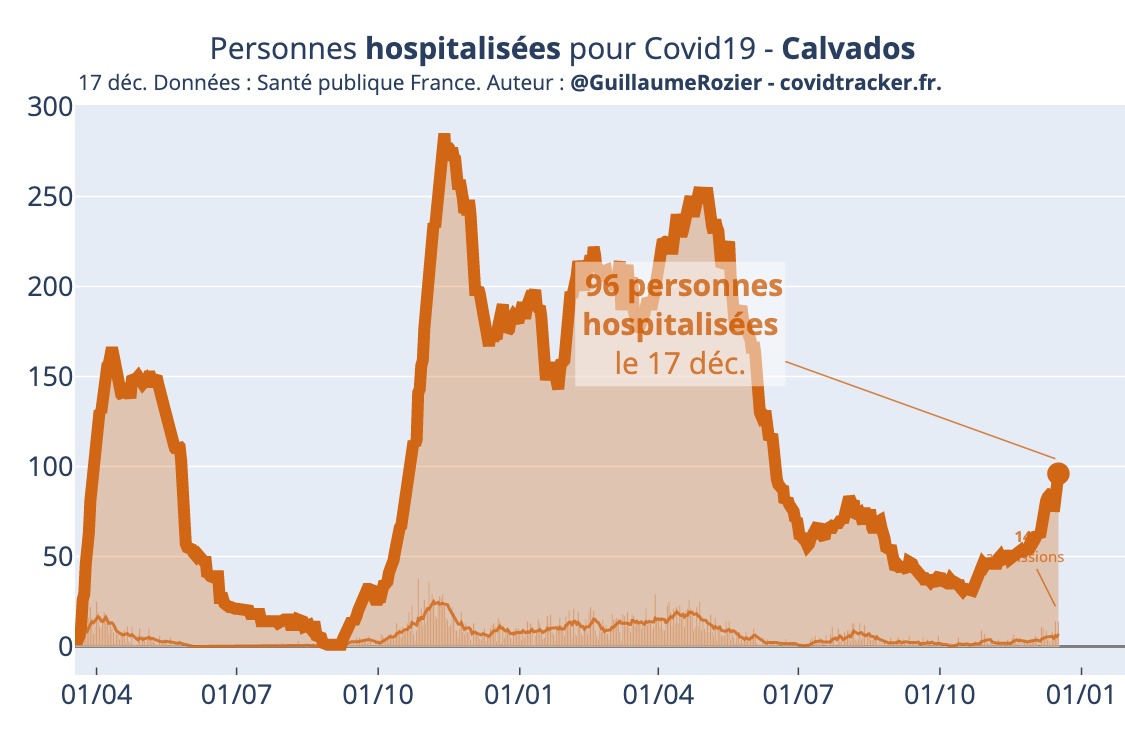 Personnes hospitalisées pour Covid19 - Calvados
17 déc. Données : Santé publique France. Auteur : @GuillaumeRozier - covidtracker.fr.
300
250
200
150
100
50
0
96 personnes
hospitalisées
le 17 déc.
01/04 01/07 01/10 01/01 01/04 01/07 01/10 01/01